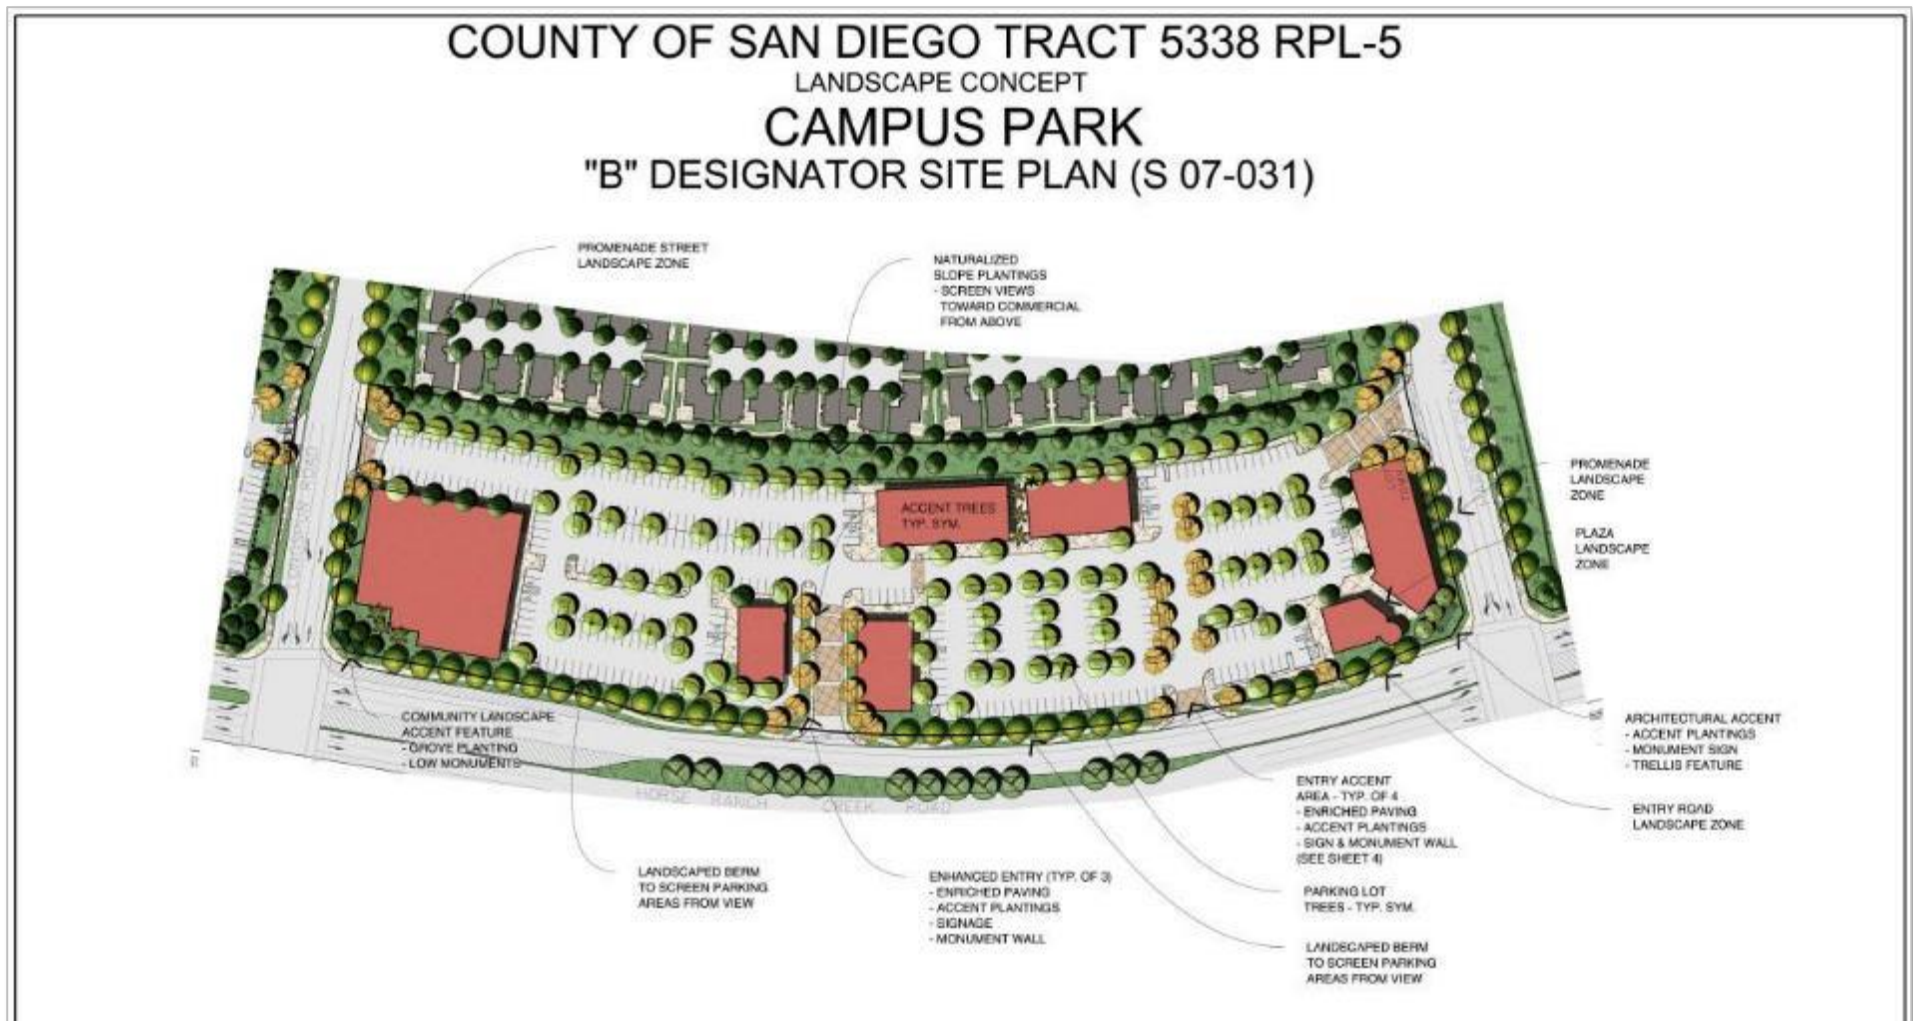 COUNTY OF SAN DIEGO TRACT 5338 RPL-5
LANDSCAPE CONCEPT
CAMPUS PARK
"B" DESIGNATOR SITE PLAN (S 07-031)
PROMENADE STREET
LANDSCAPE ZONE
NATURALIZED
SLOPE PLANTINGS
- SCREEN VIEWS
TOWARD COMMERCIAL
FROM ABOVE
PROMENADE
LANDSCAPE
ZONE
PLAZA
LANDSCAPE
ZONE
ACCENT TREES
TYP. SYM.
COMMUNITY LANDSCAPE
ACCENT FEATURE
- GROVE PLANTING
- LOW MONUMENTS
HORSE RANCH CREEK ROAD
ARCHITECTURAL ACCENT
- ACCENT PLANTINGS
- MONUMENT SIGN
- TRELLIS FEATURE
ENTRY ACCENT
AREA - TYP. OF 4
- ENRICHED PAVING
- ACCENT PLANTINGS
- SIGN & MONUMENT WALL
(SEE SHEET 4)
ENTRY ROAD
LANDSCAPE ZONE
LANDSCAPED BERM
TO SCREEN PARKING
AREAS FROM VIEW
ENHANCED ENTRY (TYP. OF 3)
- ENRICHED PAVING
- ACCENT PLANTINGS
- SIGNAGE
- MONUMENT WALL
PARKING LOT
TREES - TYP. SYM.
LANDSCAPED BERM
TO SCREEN PARKING
AREAS FROM VIEW